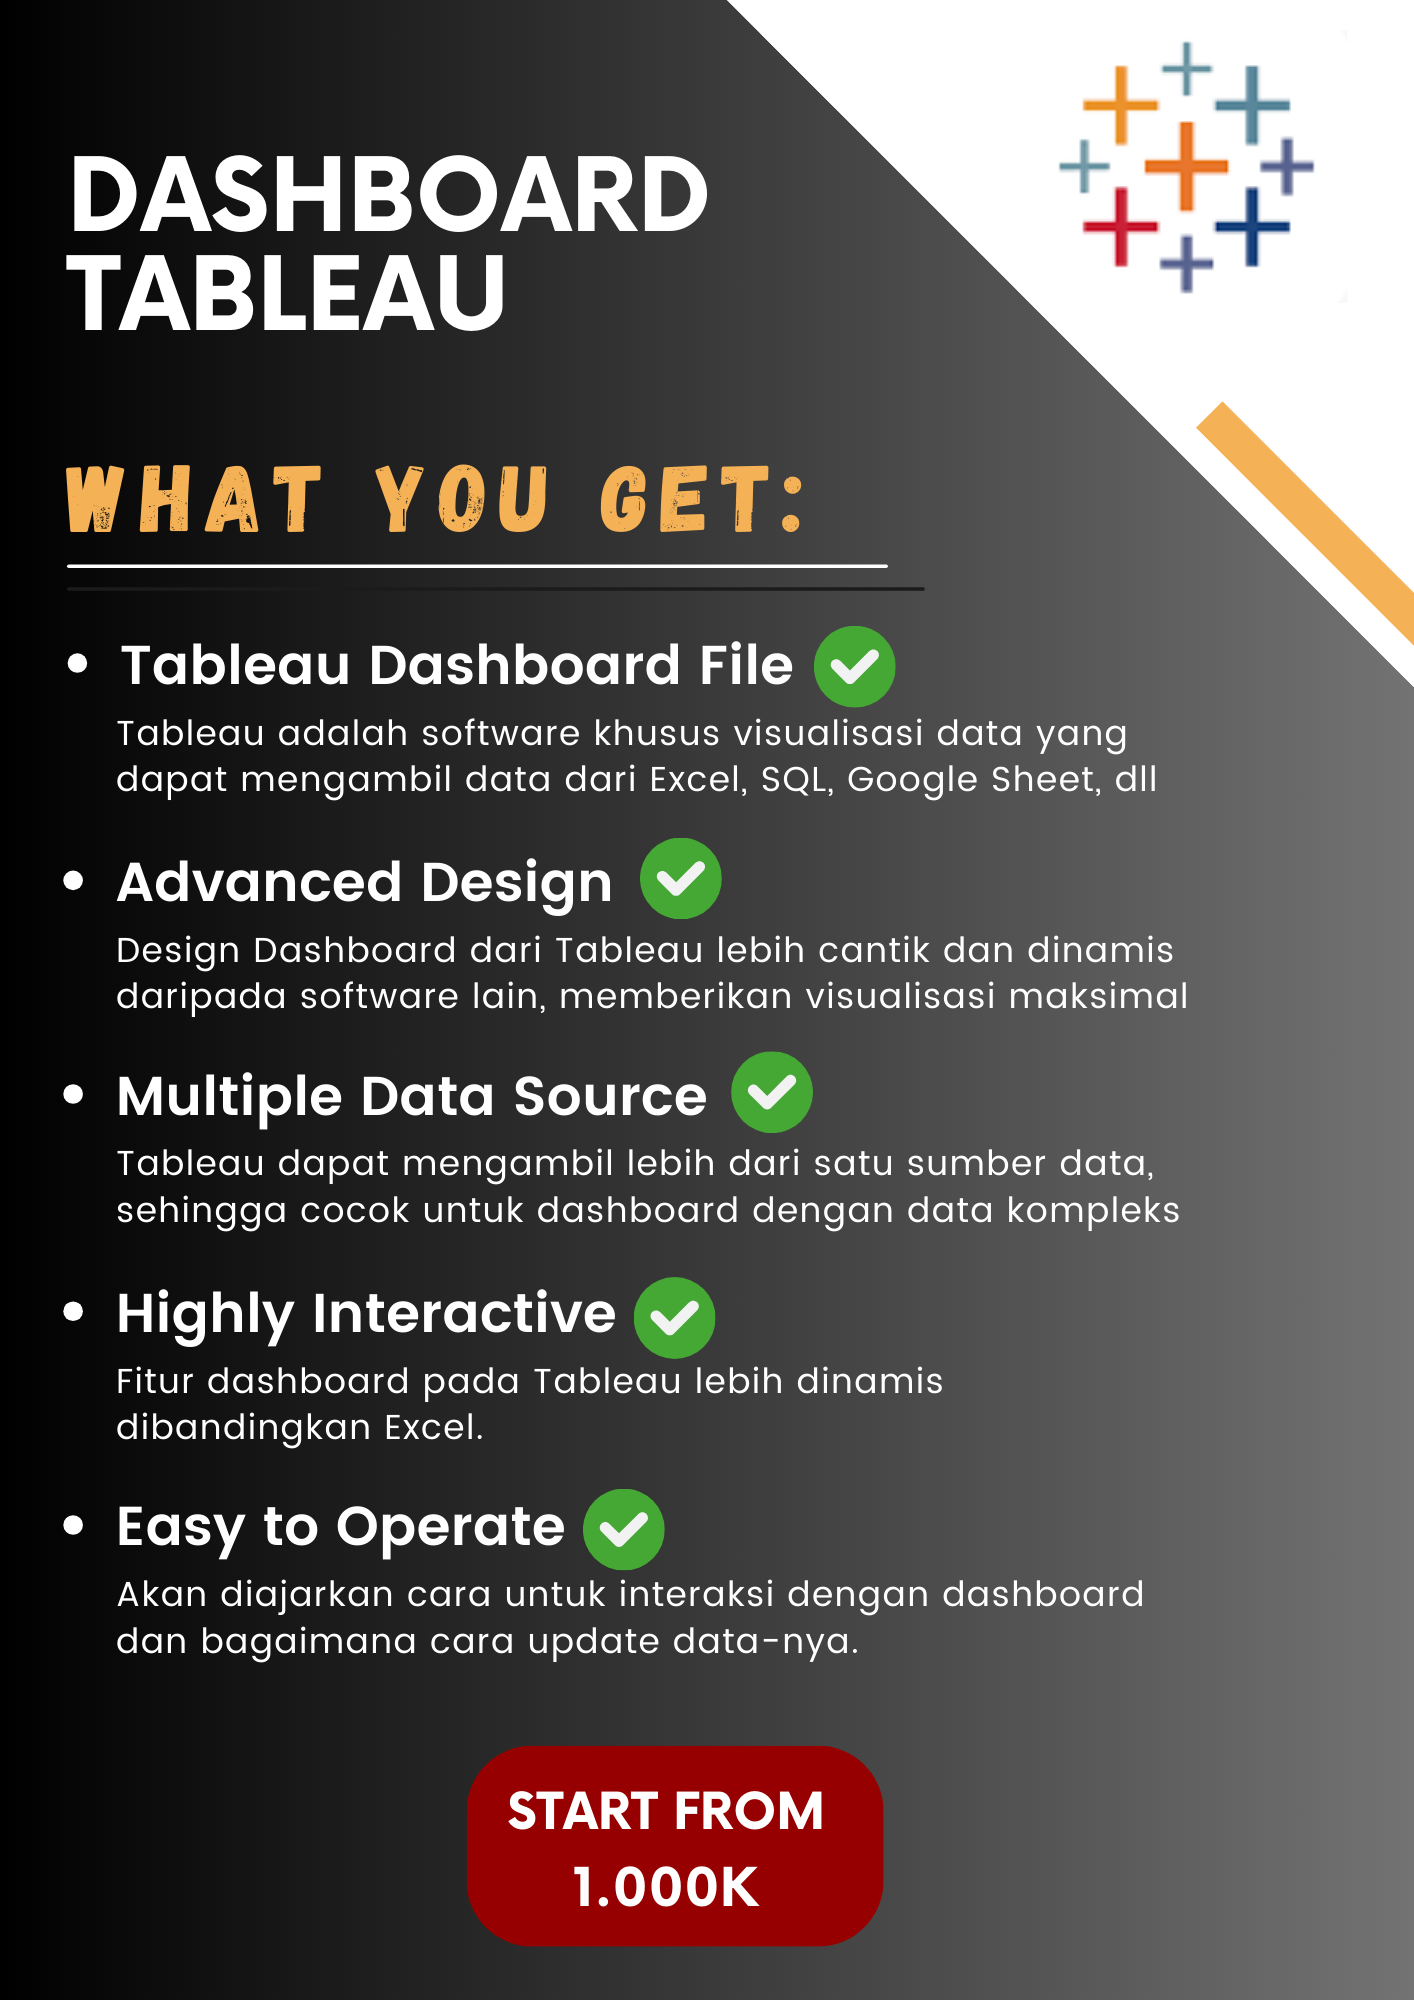 DASHBOARD
TABLEAU
WHAT YOU GET:
• Tableau Dashboard File
Tableau adalah software khusus visualisasi data yang
dapat mengambil data dari Excel, SQL, Google Sheet, dll
• Advanced Design
Design Dashboard dari Tableau lebih cantik dan dinamis
daripada software lain, memberikan visualisasi maksimal
• Multiple Data Source
Tableau dapat mengambil lebih dari satu sumber data,
sehingga cocok untuk dashboard dengan data kompleks
• Highly Interactive
Fitur dashboard pada Tableau lebih dinamis
dibandingkan Excel.
• Easy to Operate
Akan diajarkan cara untuk interaksi dengan dashboard
dan bagaimana cara update data-nya.
START FROM
1.000K